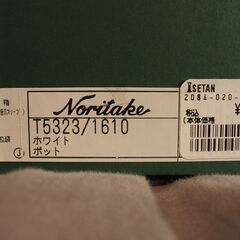 箱
Noritake
T5323/1610
ホワイト
ポット
ISETAN
2084-020-
税込
(本体価格
¥